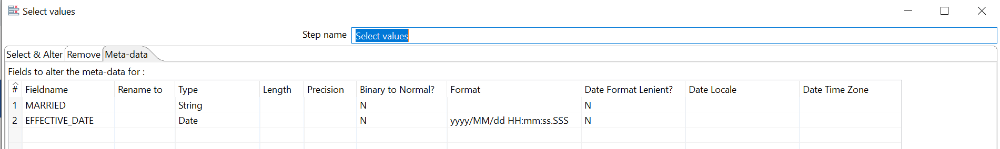 Select values
Step name Select values
Select & Alter Remove Meta-data
Fields to alter the meta-data for :
# Fieldname Rename to Type Length Precision Binary to Normal? Format Date Format Lenient? Date Locale Date Time Zone
1 MARRIED String N N
2 EFFECTIVE_DATE Date N yyyy/MM/dd HH:mm:ss.SSS N